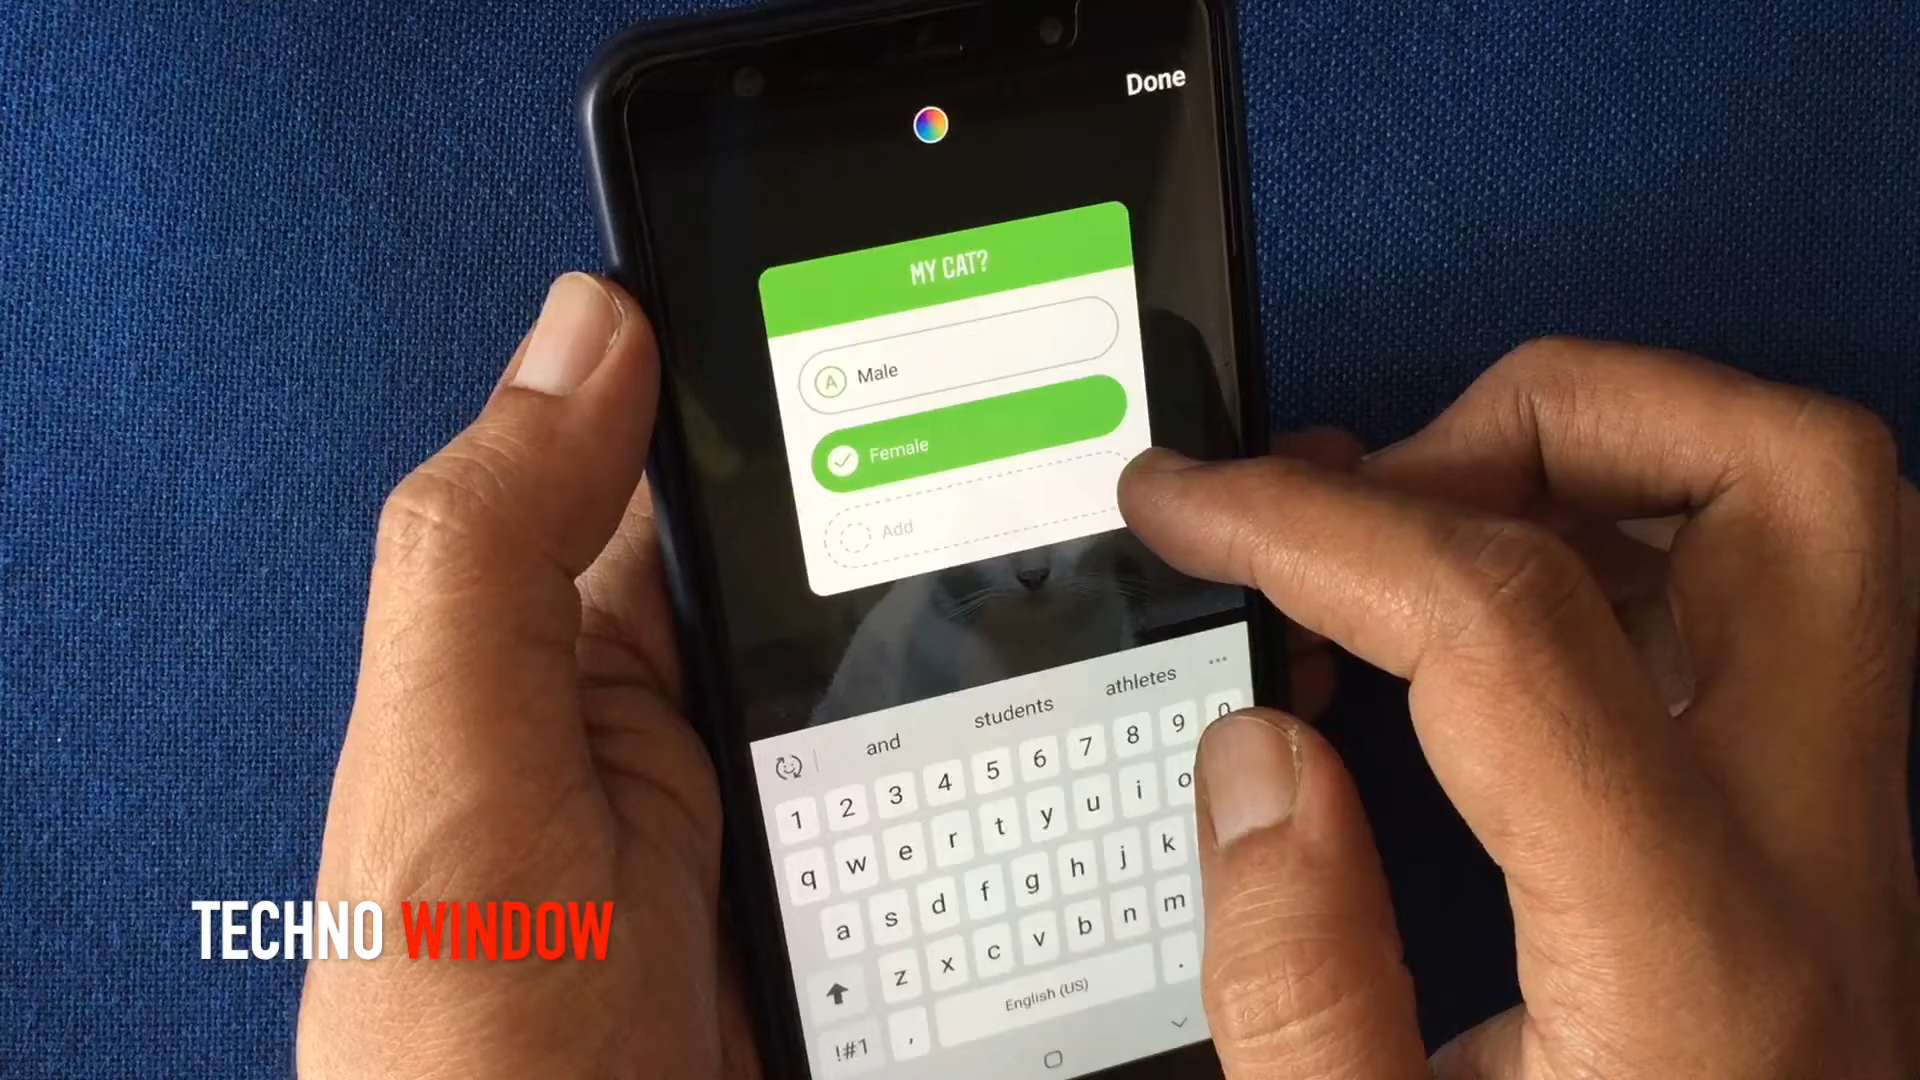 Done
MY CAT?
A Male
Female
Add
and students athletes
1 2 3 4 5 6 7 8 9 0
q w e r t y u i o
a s d f g h j k
z x c v b n m
!#1 , English (US) .
TECHNO WINDOW